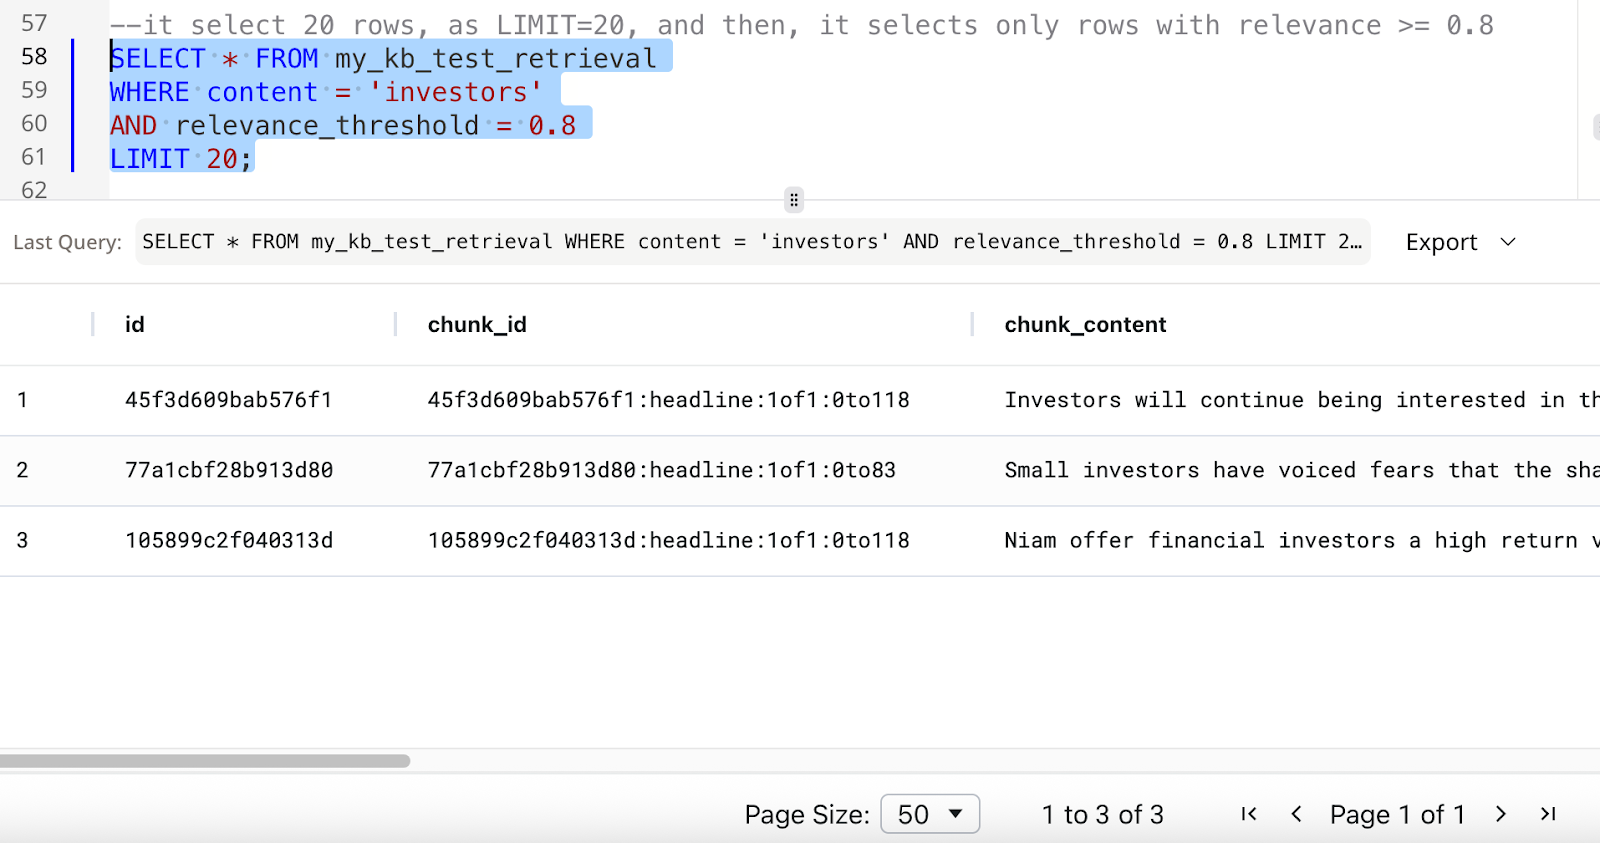 57 --it select 20 rows, as LIMIT=20, and then, it selects only rows with relevance >= 0.8
58 SELECT * FROM my_kb_test_retrieval
59 WHERE content = 'investors'
60 AND relevance_threshold = 0.8
61 LIMIT 20;
62
Last Query: SELECT * FROM my_kb_test_retrieval WHERE content = 'investors' AND relevance_threshold = 0.8 LIMIT 2… Export
id chunk_id chunk_content
1 45f3d609bab576f1 45f3d609bab576f1:headline:1of1:0to118 Investors will continue being interested in th
2 77a1cbf28b913d80 77a1cbf28b913d80:headline:1of1:0to83 Small investors have voiced fears that the sha
3 105899c2f040313d 105899c2f040313d:headline:1of1:0to118 Niam offer financial investors a high return v
Page Size: 50 1 to 3 of 3 Page 1 of 1